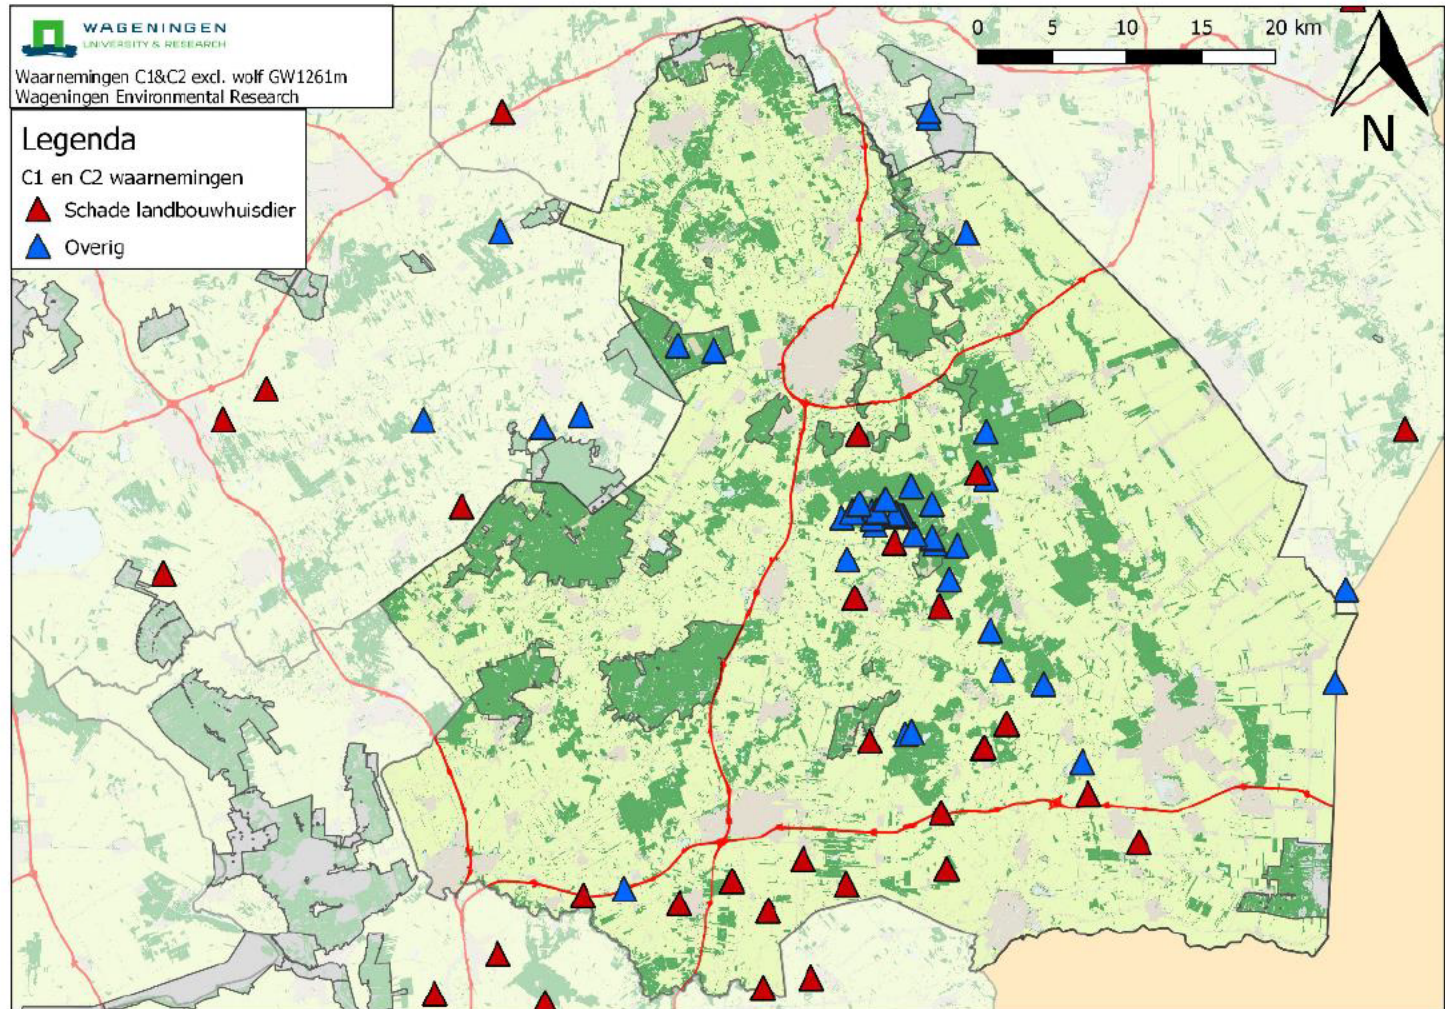 WAGENINGEN
UNIVERSITY & RESEARCH
Waarnemingen C1&C2 excl. wolf GW1261m
Wageningen Environmental Research
Legenda
C1 en C2 waarnemingen
Schade landbouwhuisdier
Overig
0 5 10 15 20 km
N